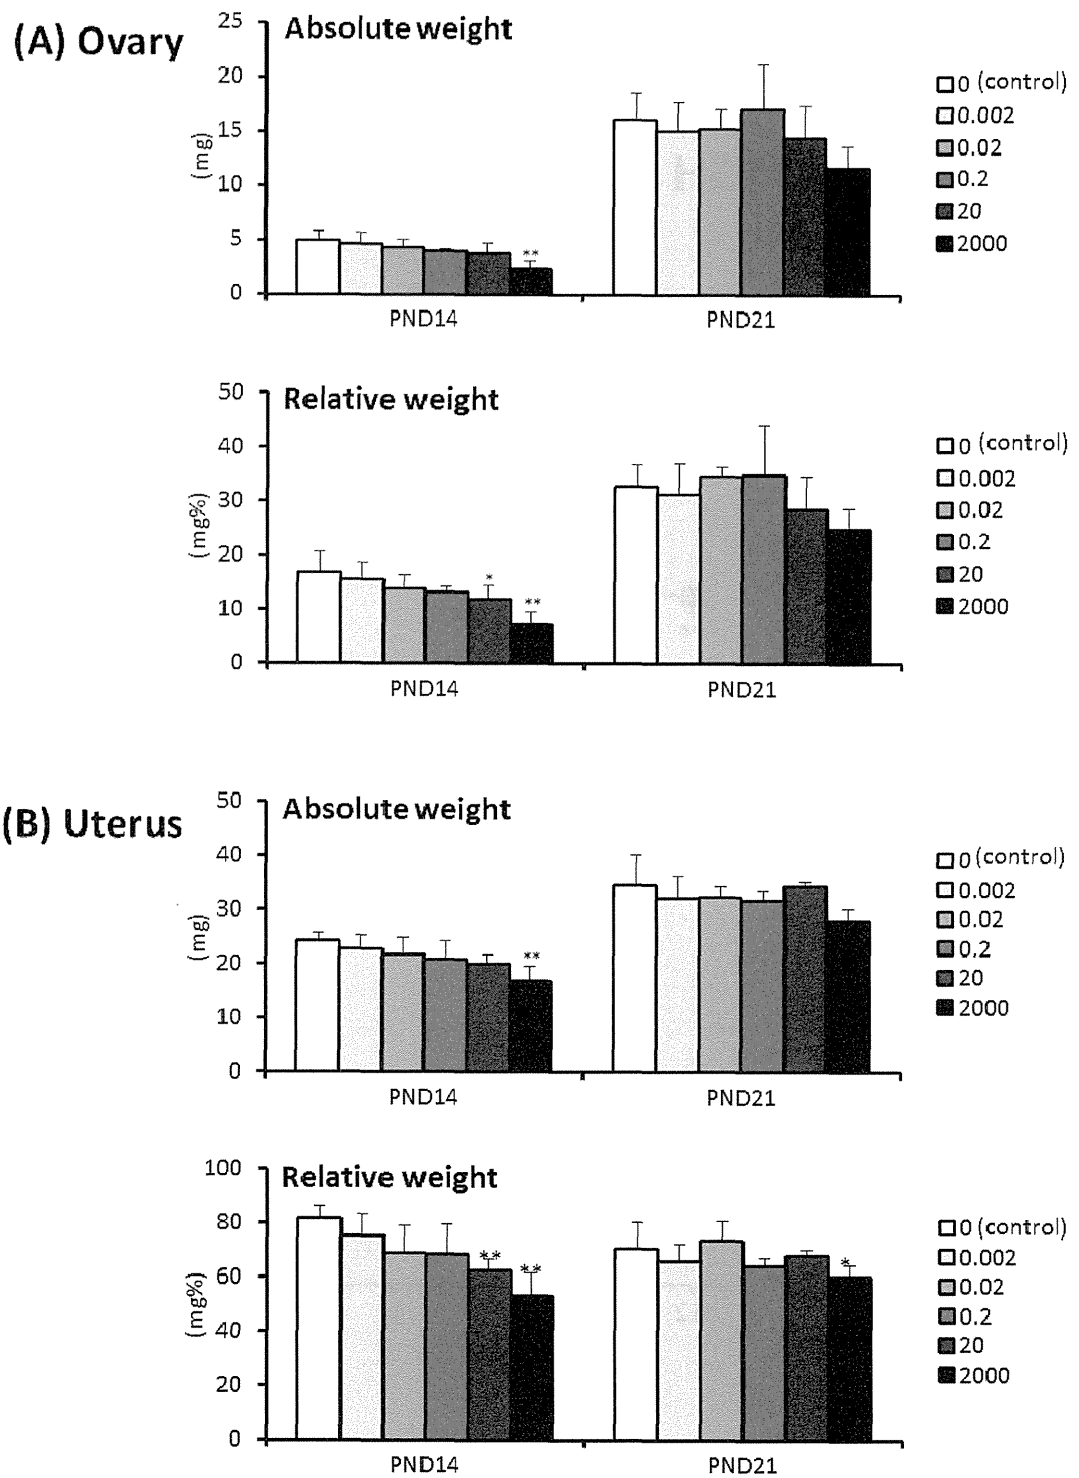 (A) Ovary
Absolute weight
25
20
15
10
5
0
(mg)
**
PND14
PND21
0 (control)
0.002
0.02
0.2
20
2000
Relative weight
50
40
30
20
10
0
(mg%)
*
**
PND14
PND21
0 (control)
0.002
0.02
0.2
20
2000
(B) Uterus
Absolute weight
50
40
30
20
10
0
(mg)
**
PND14
PND21
0 (control)
0.002
0.02
0.2
20
2000
Relative weight
100
80
60
40
20
0
(mg%)
**
**
*
PND14
PND21
0 (control)
0.002
0.02
0.2
20
2000